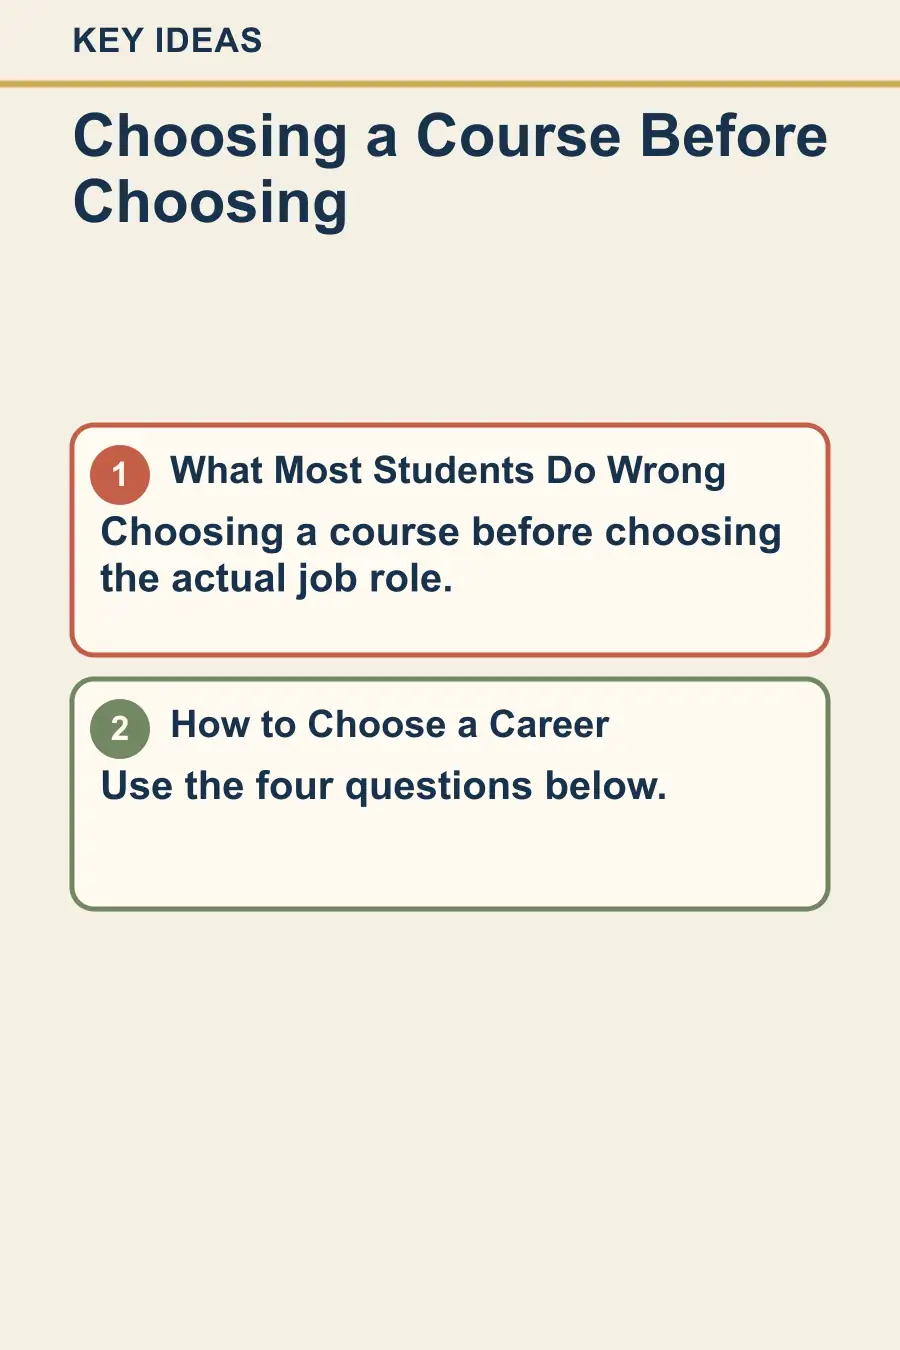 KEY IDEAS
Choosing a Course Before
Choosing
1 What Most Students Do Wrong
Choosing a course before choosing
the actual job role.
2 How to Choose a Career
Use the four questions below.